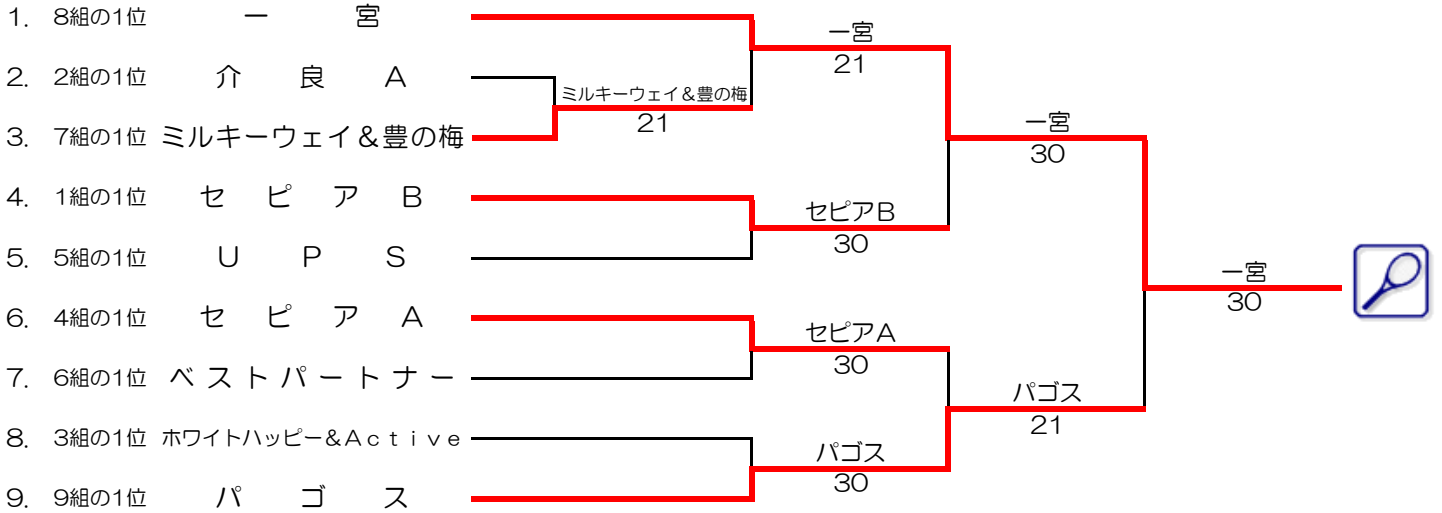 1. 8組の1位 一宮
一宮
21
2. 2組の1位 介良A
ミルキーウェイ&豊の梅
21
3. 7組の1位 ミルキーウェイ&豊の梅
一宮
30
4. 1組の1位 セピアB
セピアB
30
5. 5組の1位 UPS
一宮
30
6. 4組の1位 セピアA
セピアA
30
7. 6組の1位 ベストパートナー
パゴス
21
8. 3組の1位 ホワイトハッピー&Active
パゴス
30
9. 9組の1位 パゴス